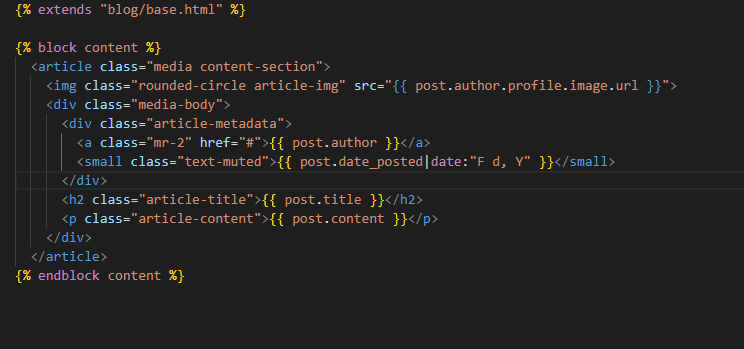 {% extends "blog/base.html" %}

{% block content %}
  <article class="media content-section">
    <img class="rounded-circle article-img" src="{{ post.author.profile.image.url }}">
    <div class="media-body">
      <div class="article-metadata">
        <a class="mr-2" href="#">{{ post.author }}</a>
        <small class="text-muted">{{ post.date_posted|date:"F d, Y" }}</small>
      </div>
      <h2 class="article-title">{{ post.title }}</h2>
      <p class="article-content">{{ post.content }}</p>
    </div>
  </article>
{% endblock content %}